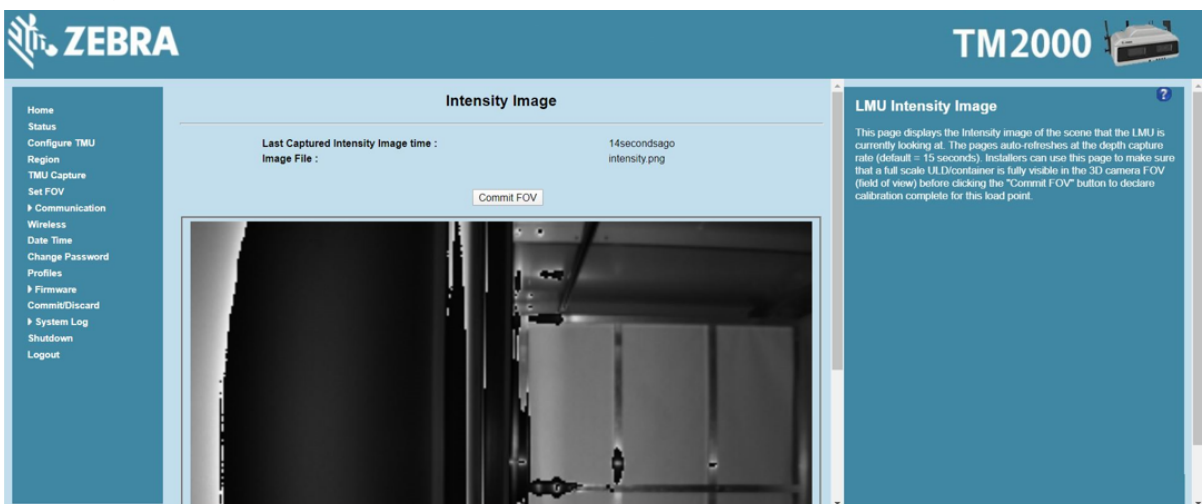 ZEBRA
TM2000
Home
Status
Configure TMU
Region
TMU Capture
Set FOV
Communication
Wireless
Date Time
Change Password
Profiles
Firmware
Commit/Discard
System Log
Shutdown
Logout
Intensity Image
Last Captured Intensity Image time : 14secondsago
Image File : intensity.png
Commit FOV
?
LMU Intensity Image
This page displays the Intensity image of the scene that the LMU is
currently looking at. The pages auto-refreshes at the depth capture
rate (default = 15 seconds). Installers can use this page to make sure
that a full scale ULD/container is fully visible in the 3D camera FOV
(field of view) before clicking the "Commit FOV" button to declare
calibration complete for this load point.